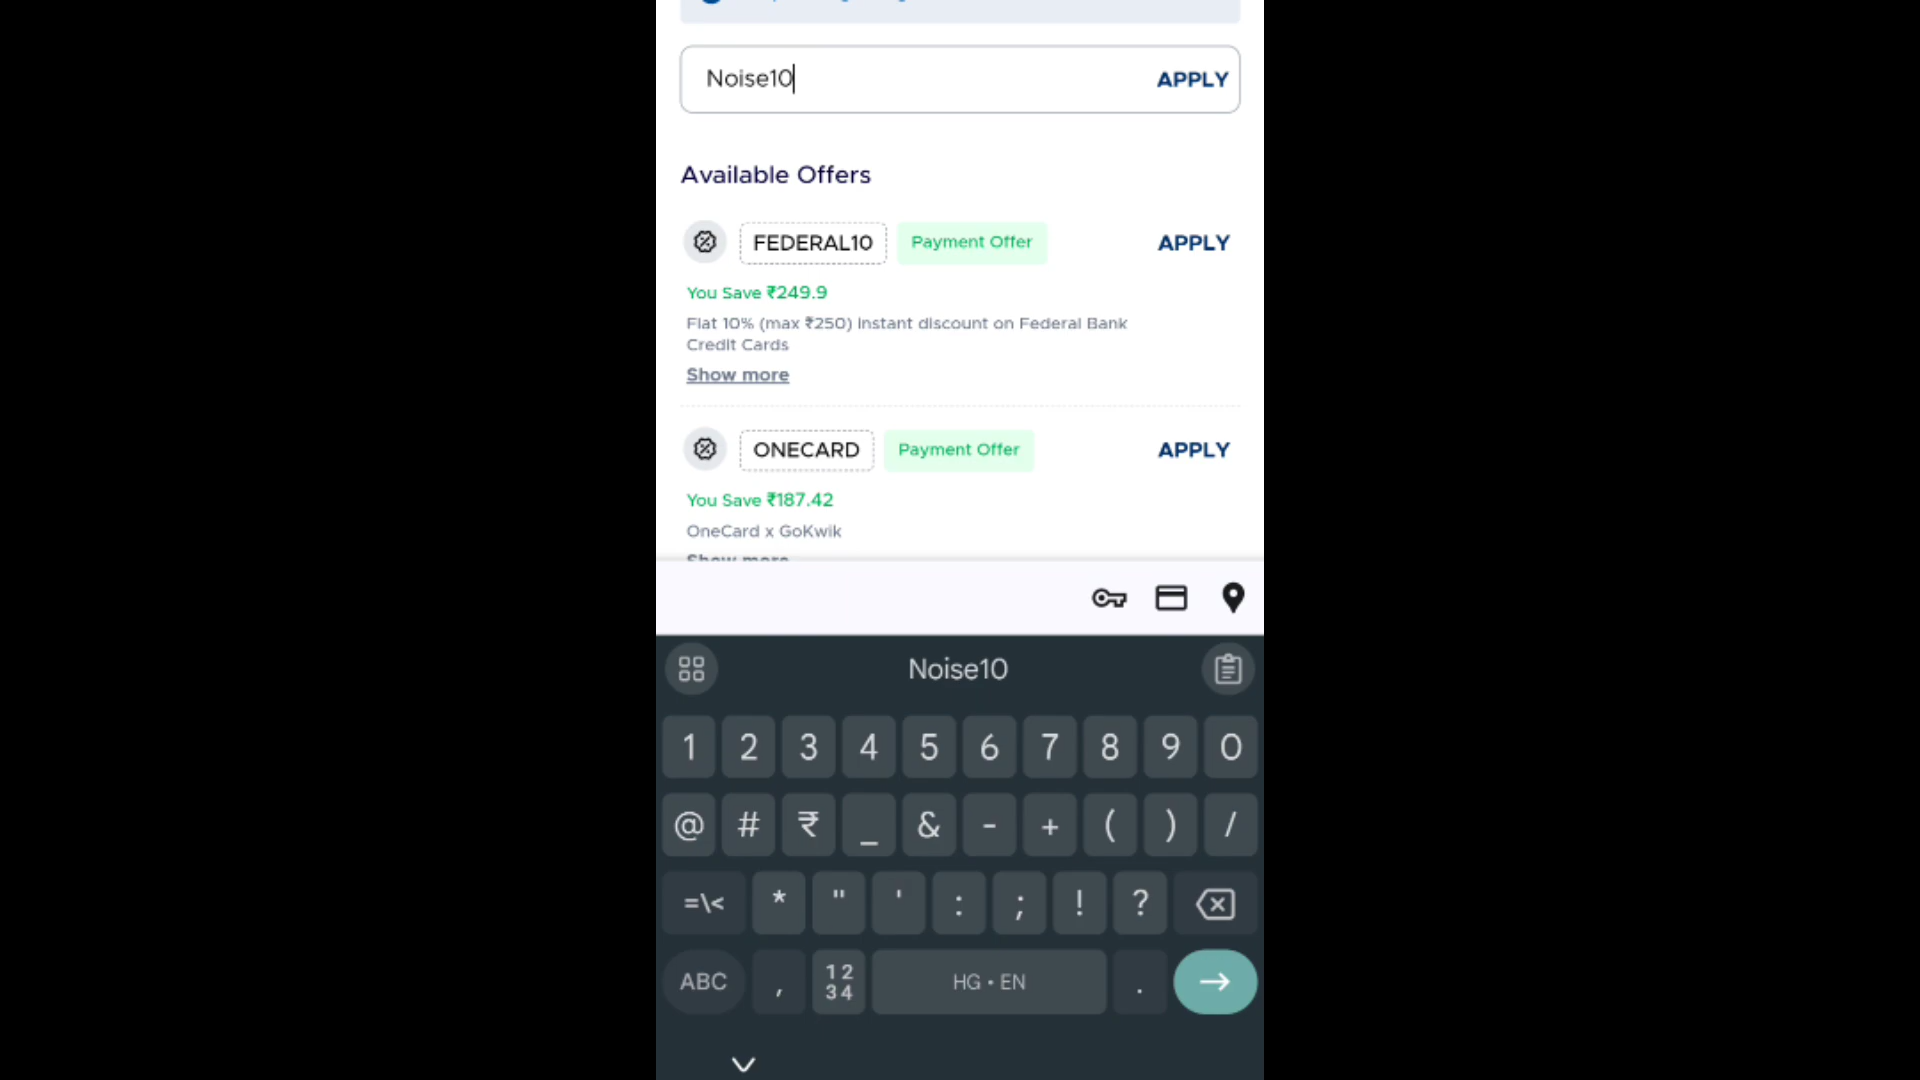 Noise10 APPLY
Available Offers
FEDERAL10 Payment Offer APPLY
You Save ₹249.9
Flat 10% (max ₹250) instant discount on Federal Bank
Credit Cards
Show more
ONECARD Payment Offer APPLY
You Save ₹187.42
OneCard x GoKwik
Show more
Noise10
1 2 3 4 5 6 7 8 9 0
@ # ₹ _ & - + ( ) /
=\< * " ' : ; ! ?
ABC , 12 34 HG • EN .